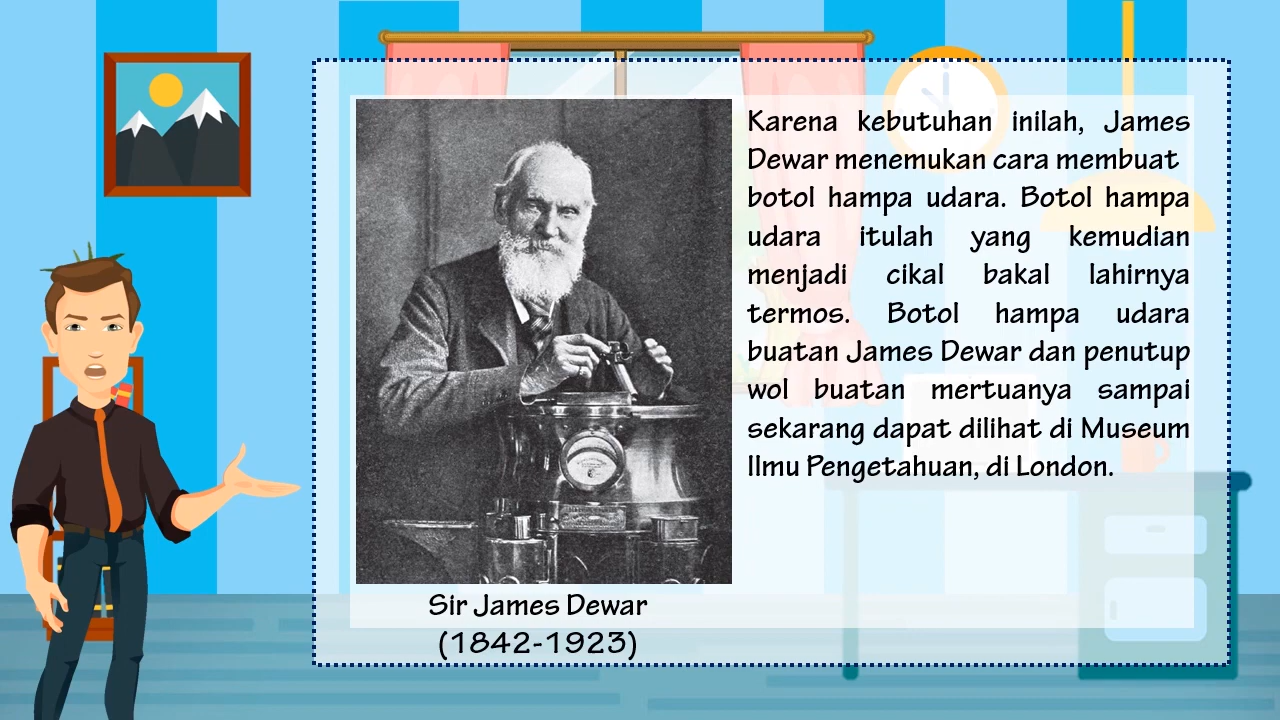 Karena kebutuhan inilah, James
Dewar menemukan cara membuat
botol hampa udara. Botol hampa
udara itulah yang kemudian
menjadi cikal bakal lahirnya
termos. Botol hampa udara
buatan James Dewar dan penutup
wol buatan mertuanya sampai
sekarang dapat dilihat di Museum
Ilmu Pengetahuan, di London.
Sir James Dewar
(1842-1923)